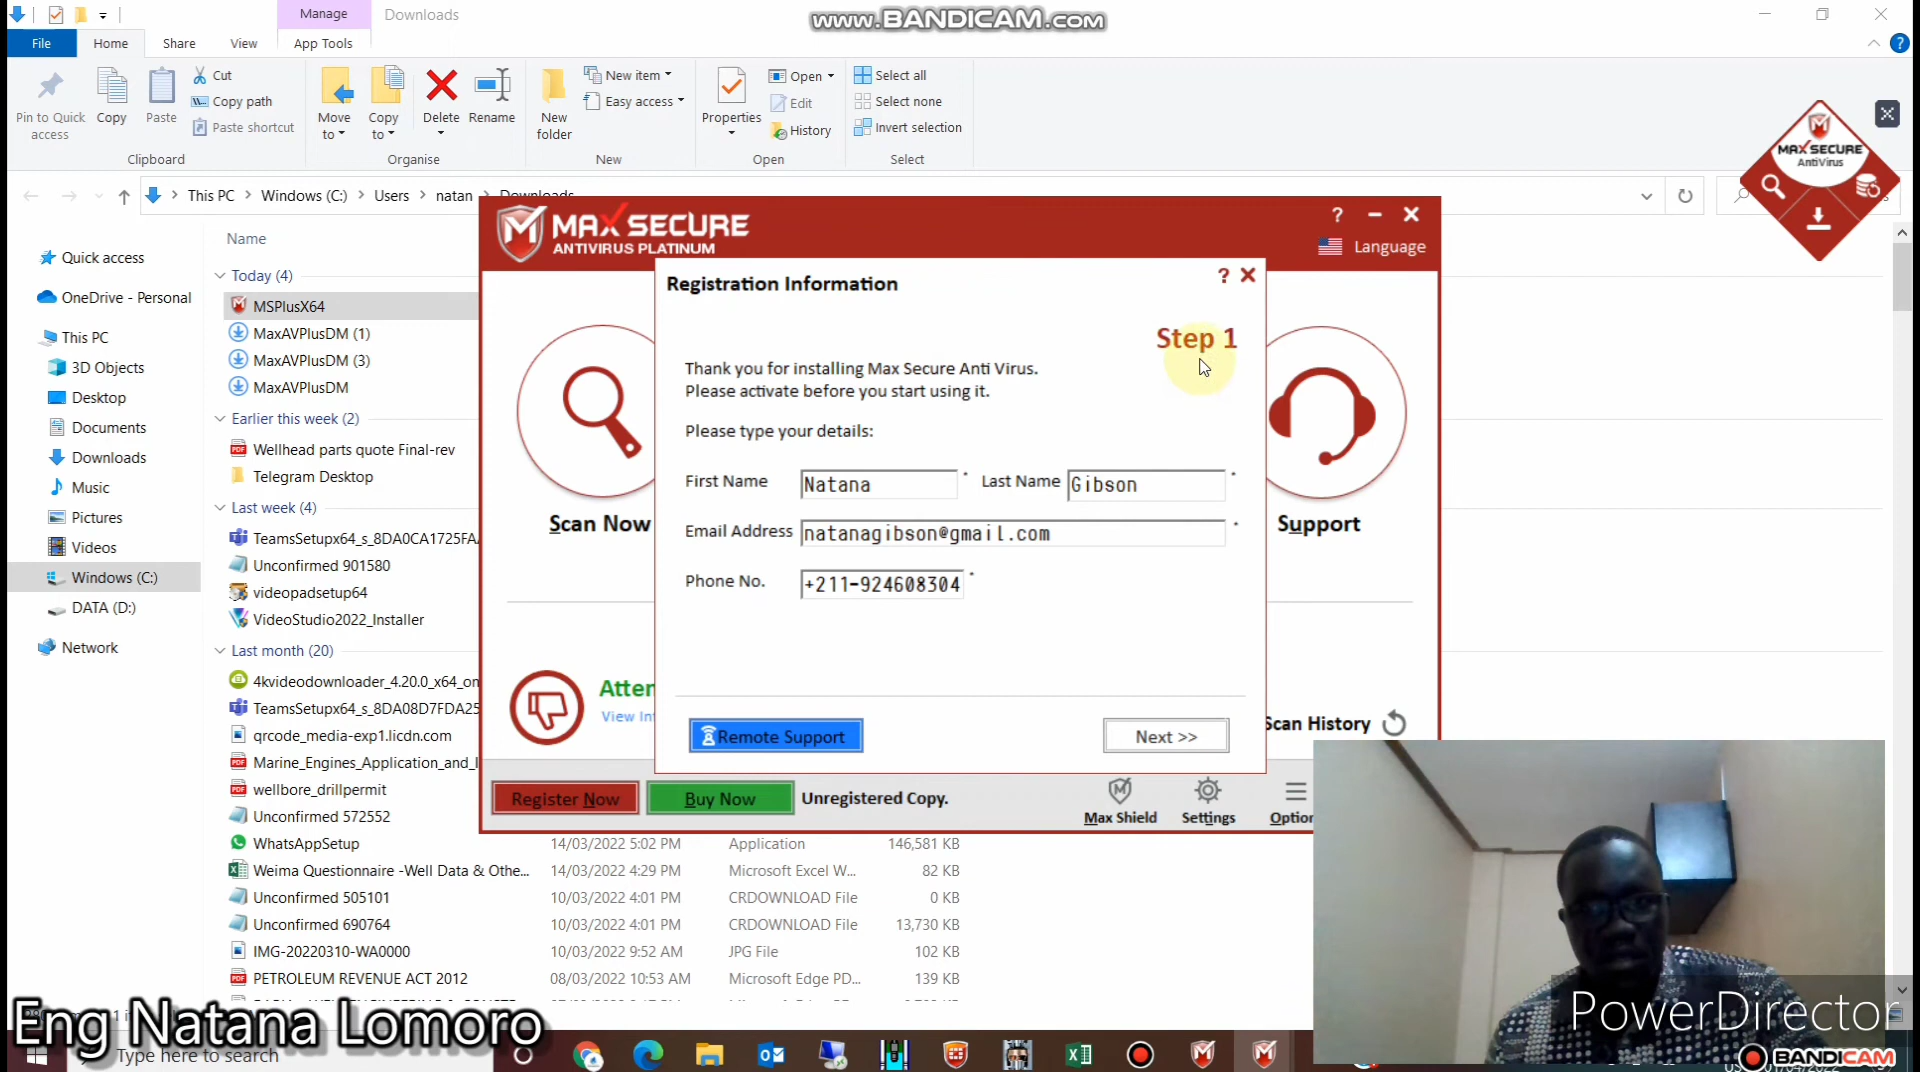 Manage
Downloads
www.BANDICAM.com
File
Home
Share
View
App Tools
Pin to Quick access
Copy
Paste
Cut
Copy path
Paste shortcut
Move to
Copy to
Delete
Rename
New folder
New item
Easy access
Properties
Open
Edit
History
Select all
Select none
Invert selection
Clipboard
Organise
New
Open
Select
MAX SECURE
AntiVirus
This PC
Windows (C:)
Users
natan
Downloads
MAX SECURE
ANTIVIRUS PLATINUM
?
Language
Name
Quick access
OneDrive - Personal
This PC
3D Objects
Desktop
Documents
Downloads
Music
Pictures
Videos
Windows (C:)
DATA (D:)
Network
Today (4)
MSPlusX64
MaxAVPlusDM (1)
MaxAVPlusDM (3)
MaxAVPlusDM
Earlier this week (2)
Wellhead parts quote Final-rev
Telegram Desktop
Last week (4)
TeamsSetupx64_s_8DA0CA1725FA
Unconfirmed 901580
videopadsetup64
VideoStudio2022_Installer
Last month (20)
4kvideodownloader_4.20.0_x64_on
TeamsSetupx64_s_8DA08D7FDA25
qrcode_media-exp1.licdn.com
Marine_Engines_Application_and_I
wellbore_drillpermit
Unconfirmed 572552
WhatsAppSetup 14/03/2022 5:02 PM Application 146,581 KB
Weima Questionnaire -Well Data & Othe... 14/03/2022 4:29 PM Microsoft Excel W... 82 KB
Unconfirmed 505101 10/03/2022 4:01 PM CRDOWNLOAD File 0 KB
Unconfirmed 690764 10/03/2022 4:01 PM CRDOWNLOAD File 13,730 KB
IMG-20220310-WA0000 10/03/2022 9:52 AM JPG File 102 KB
PETROLEUM REVENUE ACT 2012 08/03/2022 10:53 AM Microsoft Edge PD... 139 KB
Registration Information
?
Step 1
Thank you for installing Max Secure Anti Virus.
Please activate before you start using it.
Please type your details:
First Name Natana * Last Name Gibson *
Email Address natanagibson@gmail.com *
Phone No. +211-924608304 *
Remote Support
Next >>
Scan Now
Support
Atten
View In
Scan History
Register Now
Buy Now
Unregistered Copy.
Max Shield
Settings
Option
Eng Natana Lomoro
Type here to search
PowerDirector
BANDICAM